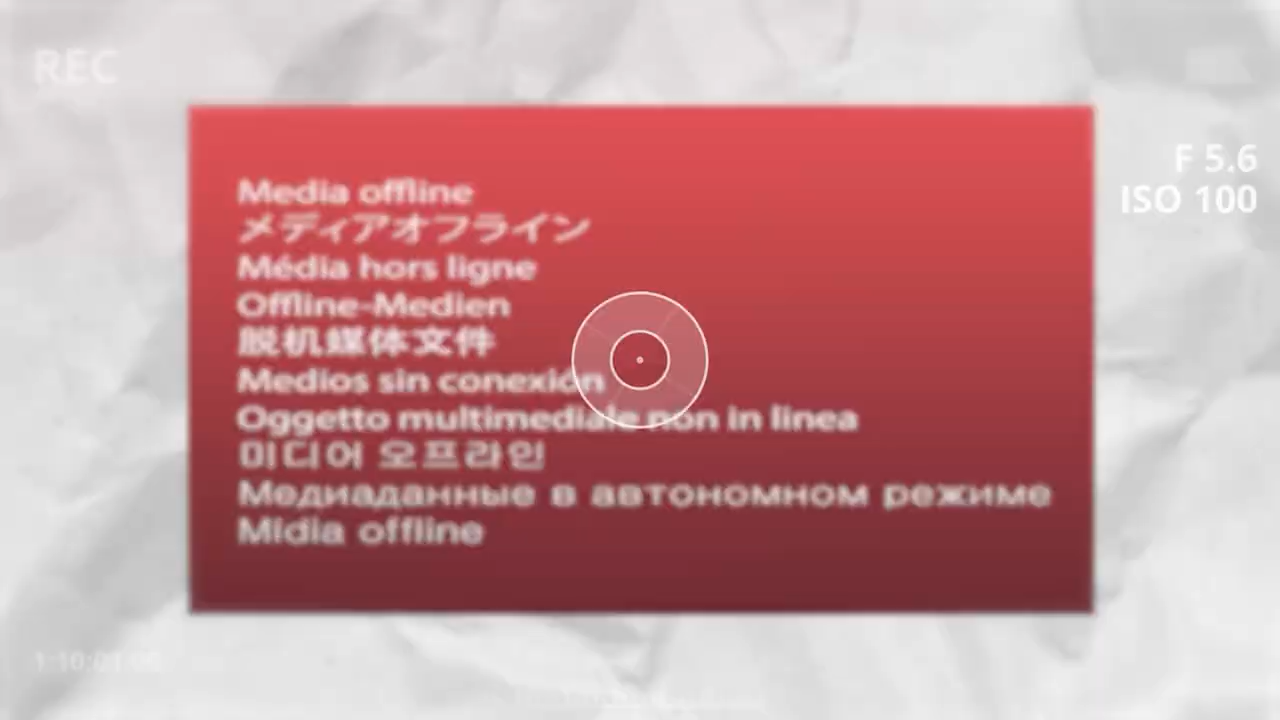 REC
F 5.6
ISO 100
Media offline
メディアオフライン
Média hors ligne
Offline-Medien
脱机媒体文件
Medios sin conexión
Oggetto multimediale non in linea
미디어 오프라인
Медиаданные в автономном режиме
Mídia offline